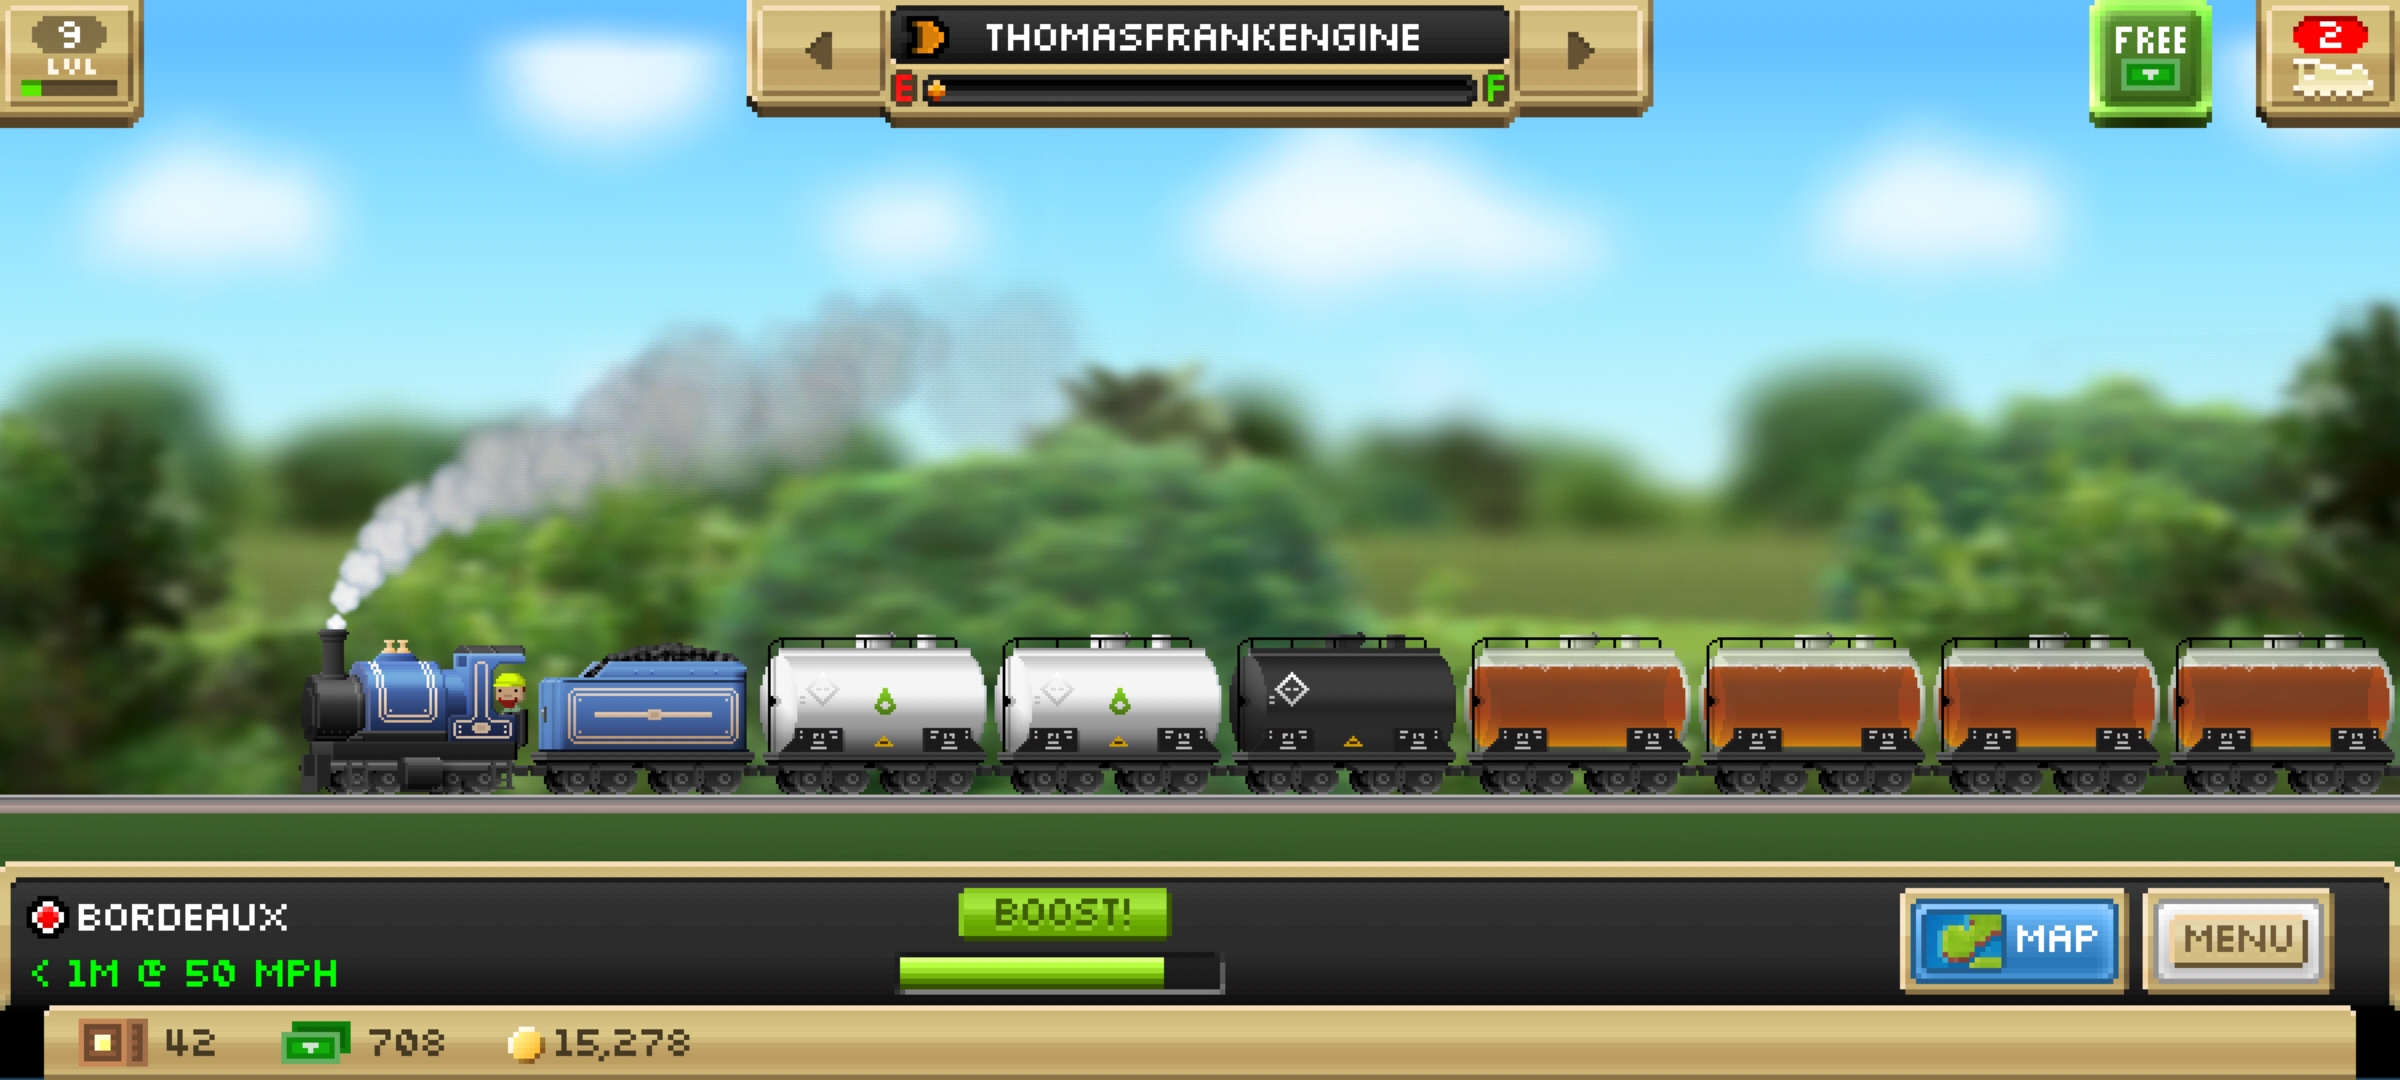 9
LVL
THOMASFRANKENGINE
E F
FREE
2
BORDEAUX
BOOST!
< 1M @ 50 MPH
MAP
MENU
42 708 15,278